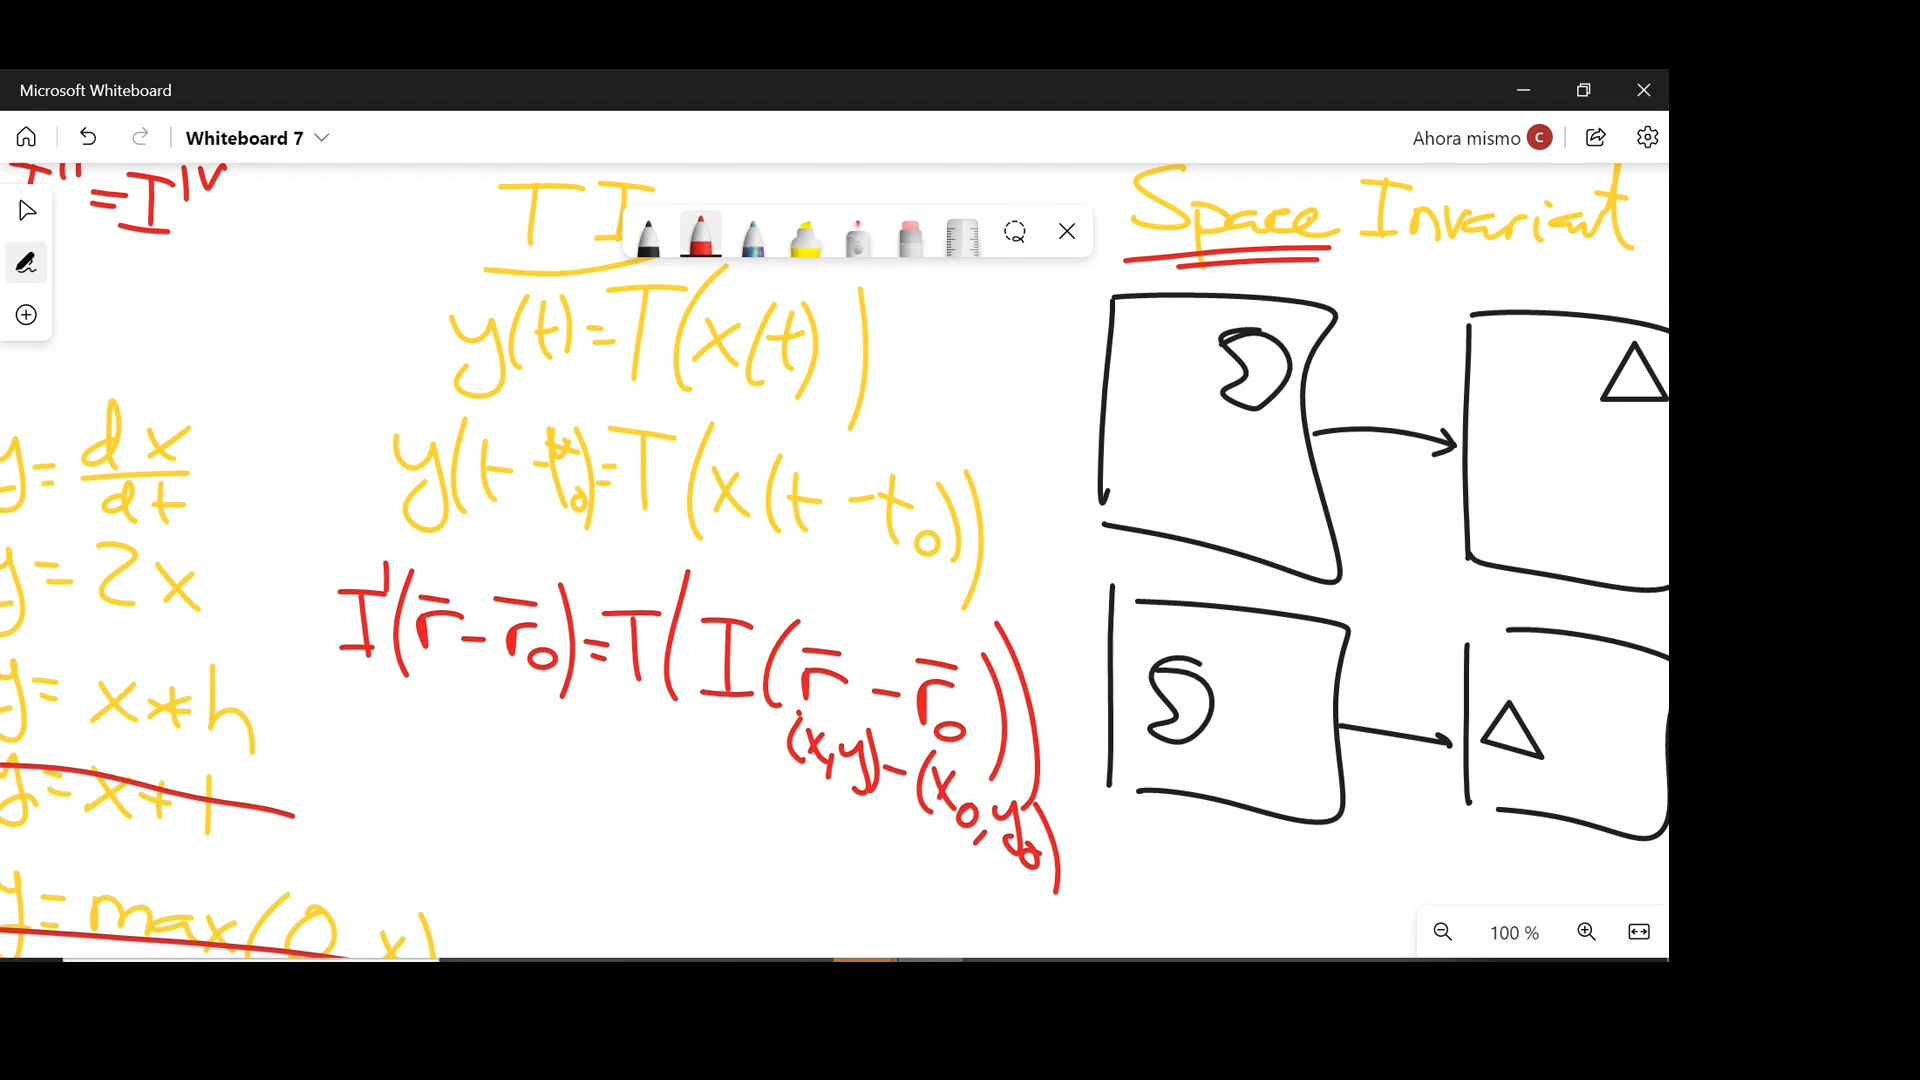 Microsoft Whiteboard
Whiteboard 7
Ahora mismo C
= I^IV
TI
Space Invariant
y(t) = T(x(t))
y(t - t₀) = T(x(t - t₀))
y = dx/dt
y = 2x
I'(r̄ - r̄₀) = T(I(r̄ - r̄₀))
(x,y) - (x₀, y₀)
y = x * h
y = x + 1
y = max(0, x)
100 %